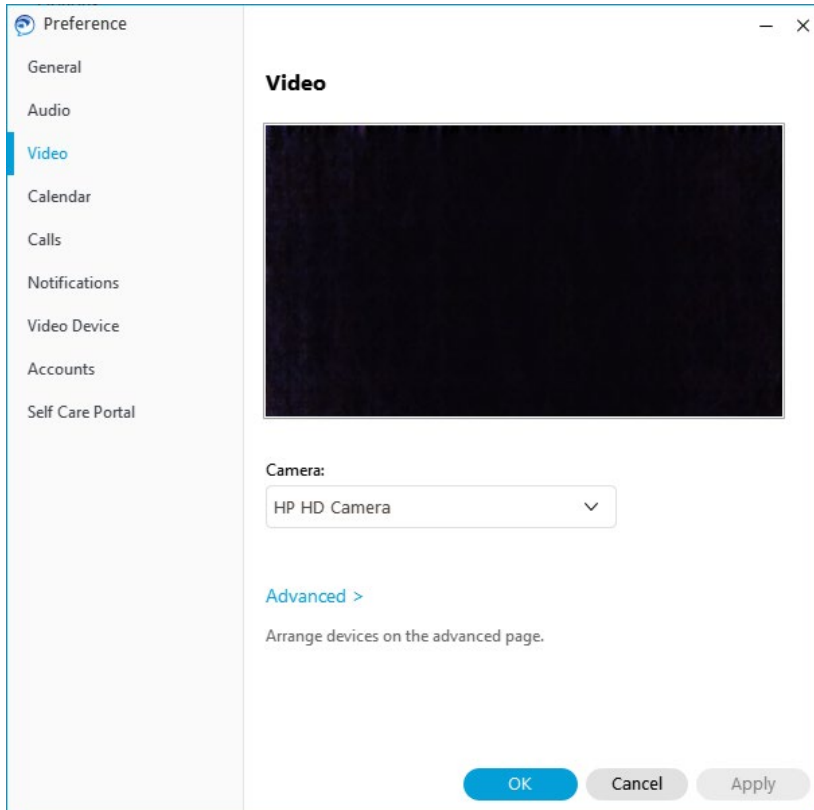 Preference
General
Audio
Video
Calendar
Calls
Notifications
Video Device
Accounts
Self Care Portal
Video
Camera:
HP HD Camera
Advanced >
Arrange devices on the advanced page.
OK
Cancel
Apply